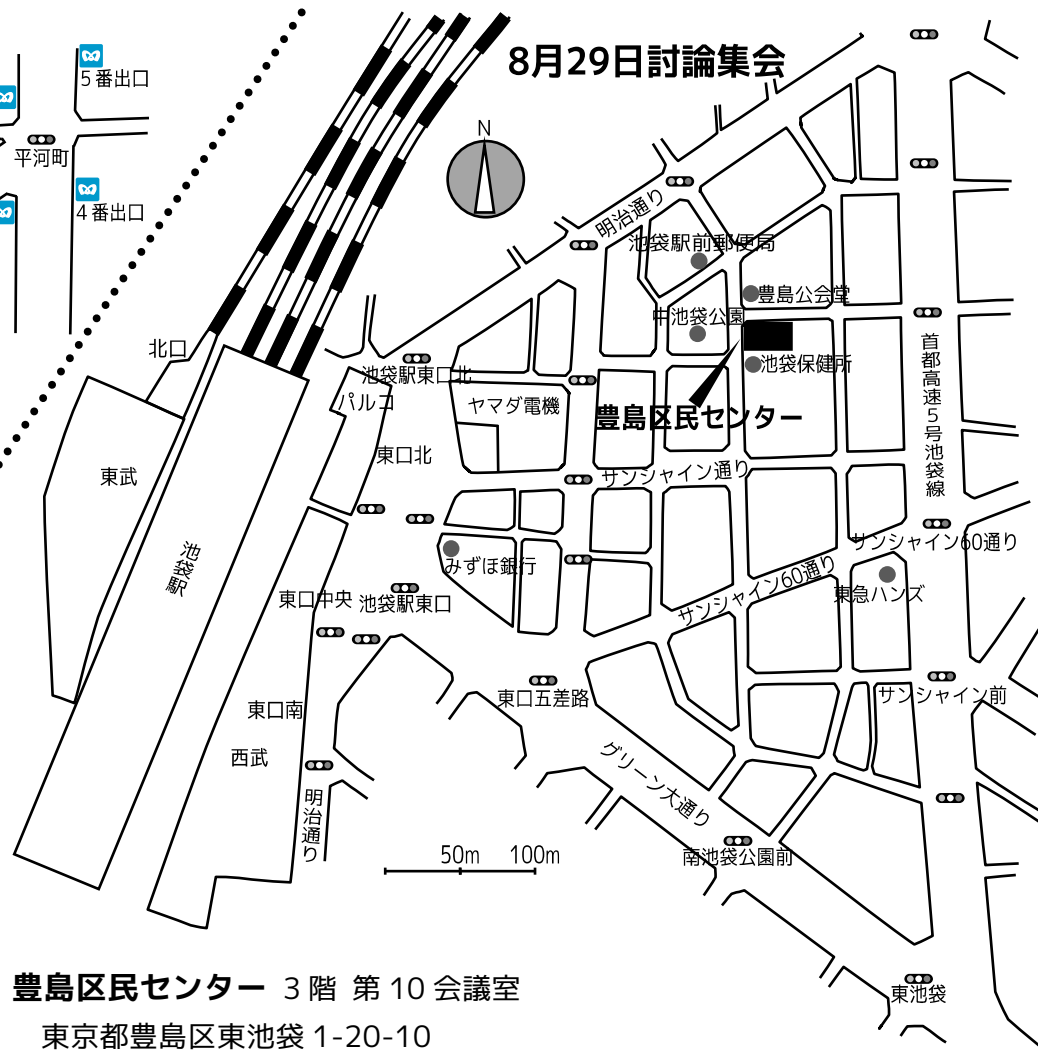 8月29日討論集会
5番出口
平河町
4番出口
N
明治通り
池袋駅前郵便局
豊島公会堂
中池袋公園
北口
池袋駅東口北
池袋保健所
首都高速5号池袋線
パルコ
ヤマダ電機
豊島区民センター
東口北
東武
サンシャイン通り
池袋駅
みずほ銀行
サンシャイン60通り
サンシャイン60通り
東急ハンズ
東口中央
池袋駅東口
東口五差路
サンシャイン前
東口南
西武
グリーン大通り
明治通り
南池袋公園前
50m 100m
東池袋
豊島区民センター 3階 第10会議室
東京都豊島区東池袋 1-20-10